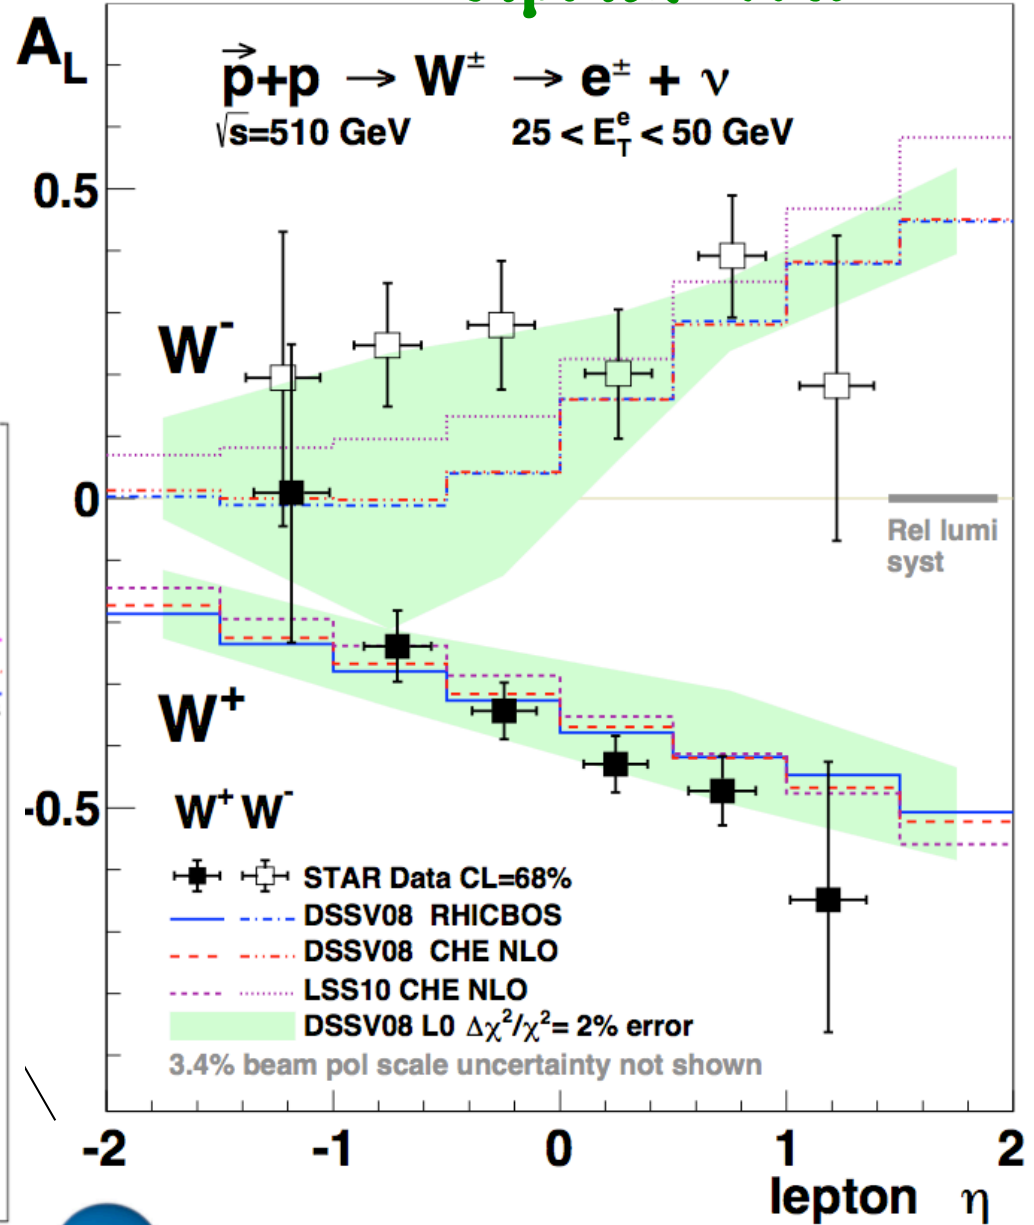 A_L
p+p → W± → e± + ν
√s=510 GeV 25 < E_T^e < 50 GeV
0.5
W-
0
Rel lumi
syst
W+
-0.5
W+ W-
STAR Data CL=68%
DSSV08 RHICBOS
DSSV08 CHE NLO
LSS10 CHE NLO
DSSV08 L0 Δχ²/χ²= 2% error
3.4% beam pol scale uncertainty not shown
-2 -1 0 1 2
lepton η